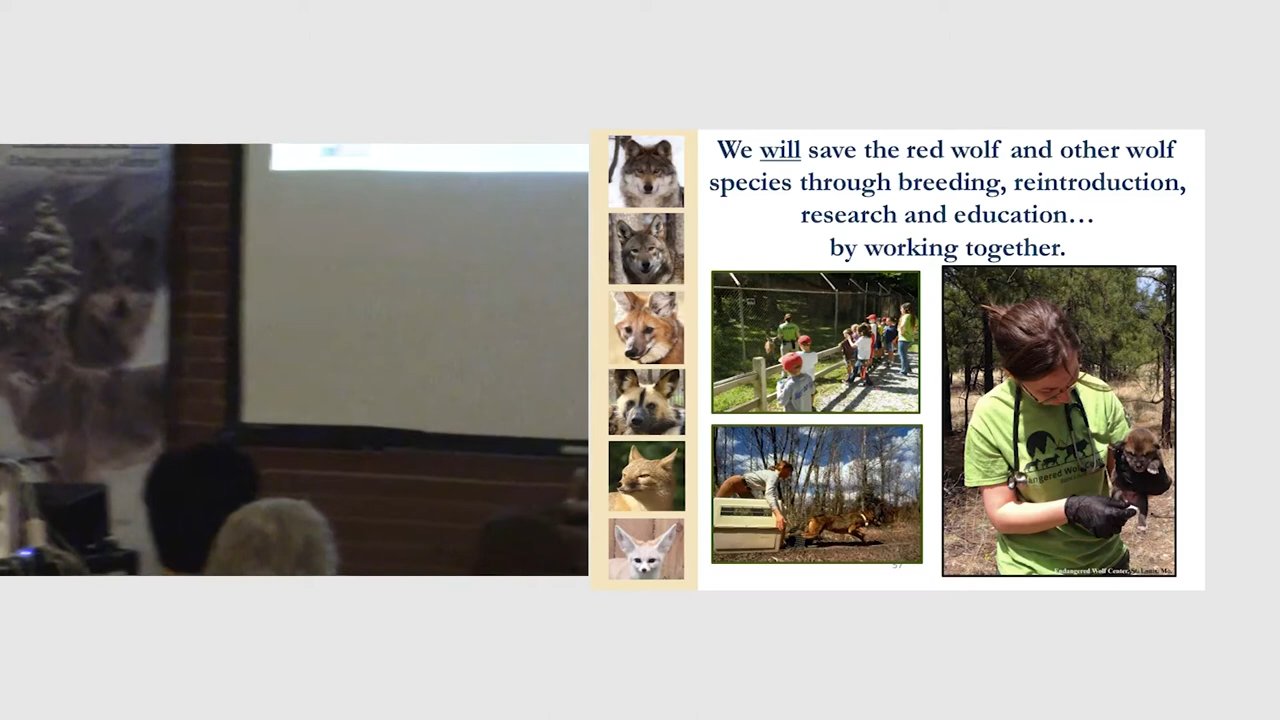 We will save the red wolf and other wolf
species through breeding, reintroduction,
research and education…
by working together.
57
Endangered Wolf Center, St. Louis, Mo.